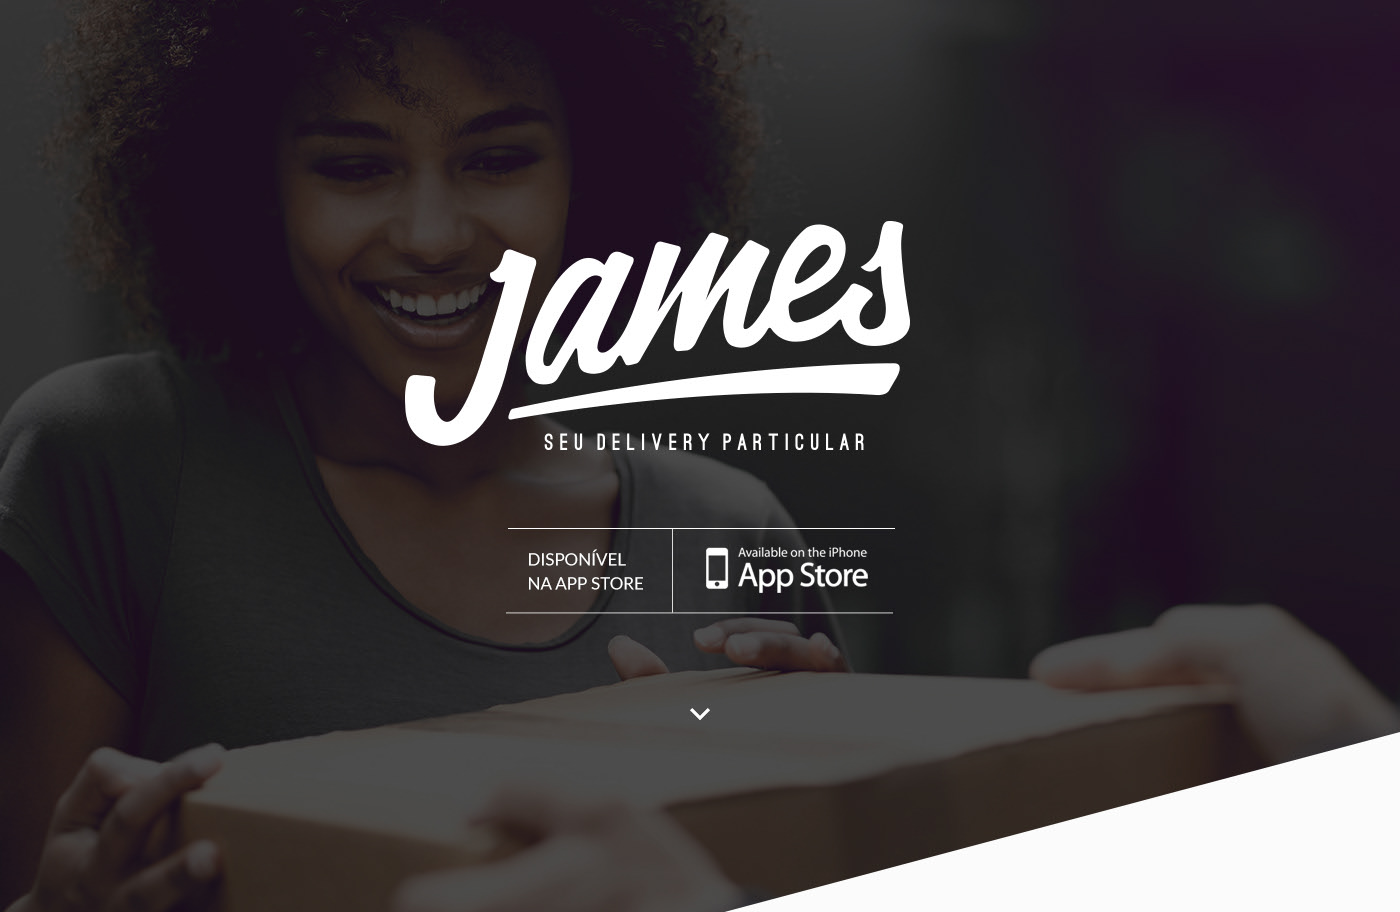 James
SEU DELIVERY PARTICULAR
DISPONÍVEL
NA APP STORE
Available on the iPhone
App Store